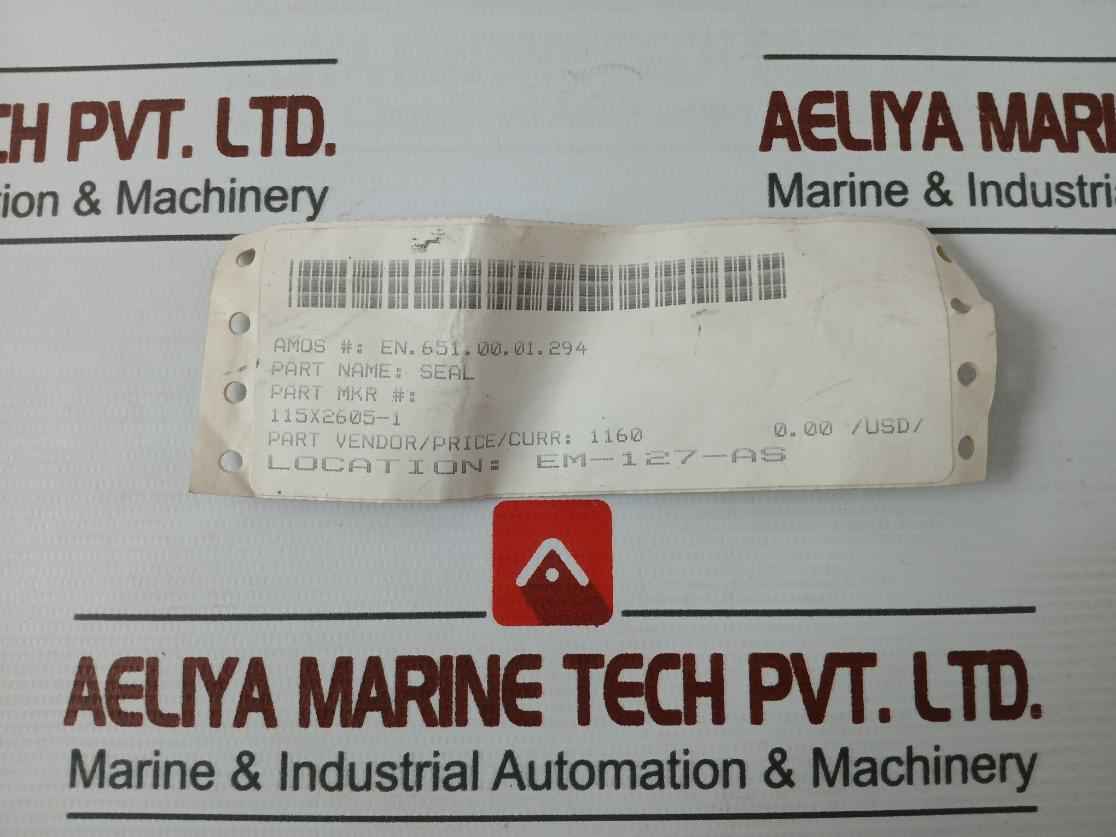 CH PVT. LTD.
tion & Machinery
AELIYA MARI
Marine & Industria
AMOS #: EN.651.00.01.294
PART NAME: SEAL
PART MKR #:
115X2605-1
PART VENDOR/PRICE/CURR: 1160 0.00 /USD/
LOCATION: EM-127-AS
AELIYA MARINE TECH PVT. LTD.
Marine & Industrial Automation & Machinery